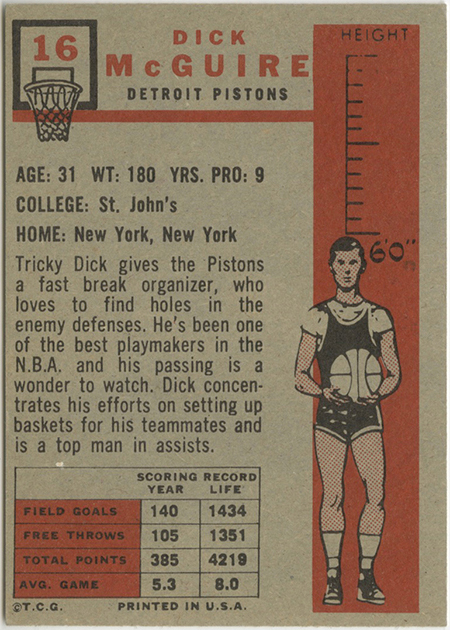 16
DICK
McGUIRE
DETROIT PISTONS
HEIGHT
6'0"
AGE: 31 WT: 180 YRS. PRO: 9
COLLEGE: St. John's
HOME: New York, New York
Tricky Dick gives the Pistons
a fast break organizer, who
loves to find holes in the
enemy defenses. He's been one
of the best playmakers in the
N.B.A. and his passing is a
wonder to watch. Dick concen-
trates his efforts on setting up
baskets for his teammates and
is a top man in assists.
SCORING RECORD
YEAR LIFE
FIELD GOALS 140 1434
FREE THROWS 105 1351
TOTAL POINTS 385 4219
AVG. GAME 5.3 8.0
©T.C.G. PRINTED IN U.S.A.